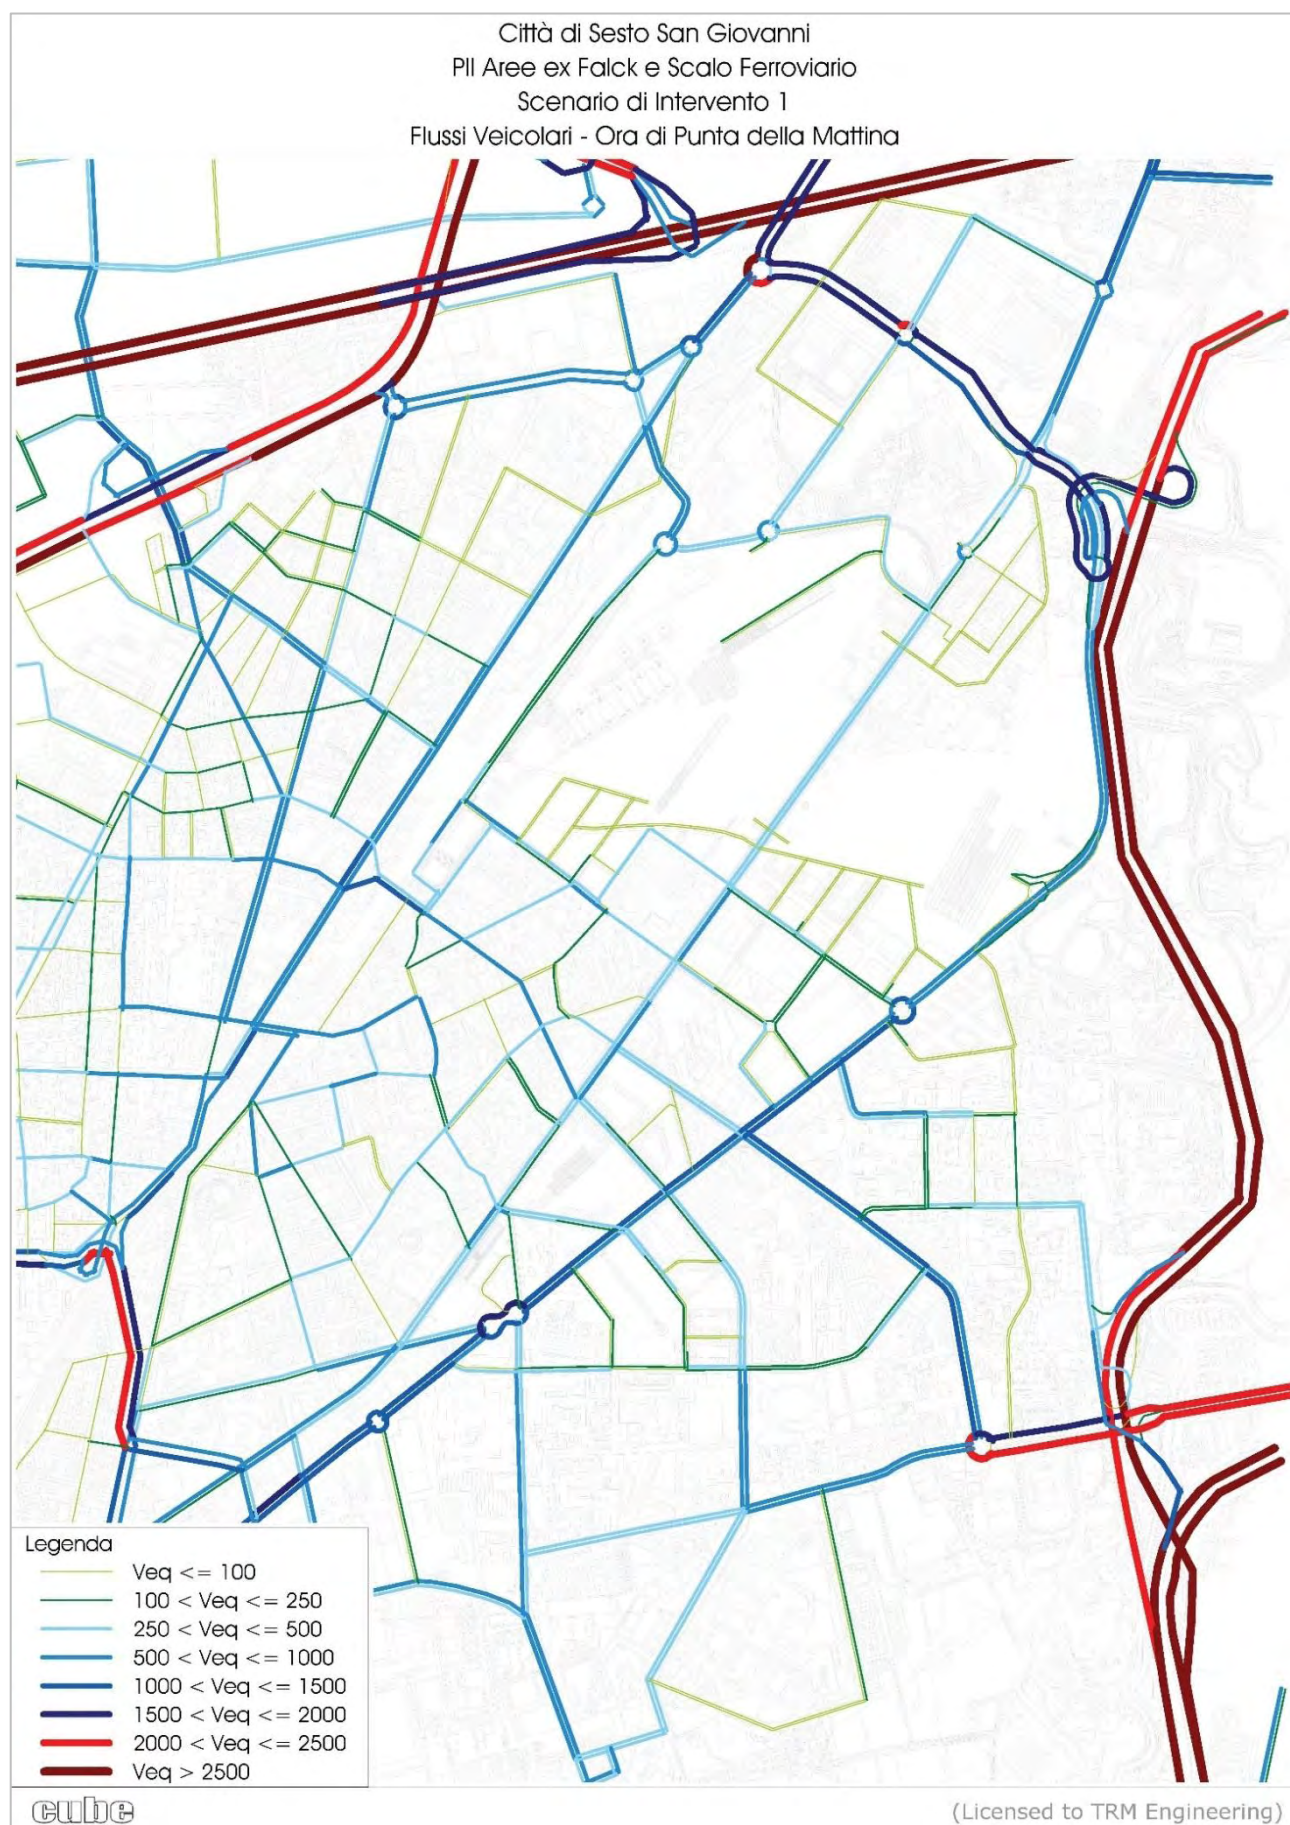 Città di Sesto San Giovanni
PII Aree ex Falck e Scalo Ferroviario
Scenario di Intervento 1
Flussi Veicolari - Ora di Punta della Mattina
Legenda
Veq <= 100
100 < Veq <= 250
250 < Veq <= 500
500 < Veq <= 1000
1000 < Veq <= 1500
1500 < Veq <= 2000
2000 < Veq <= 2500
Veq > 2500
cube
(Licensed to TRM Engineering)